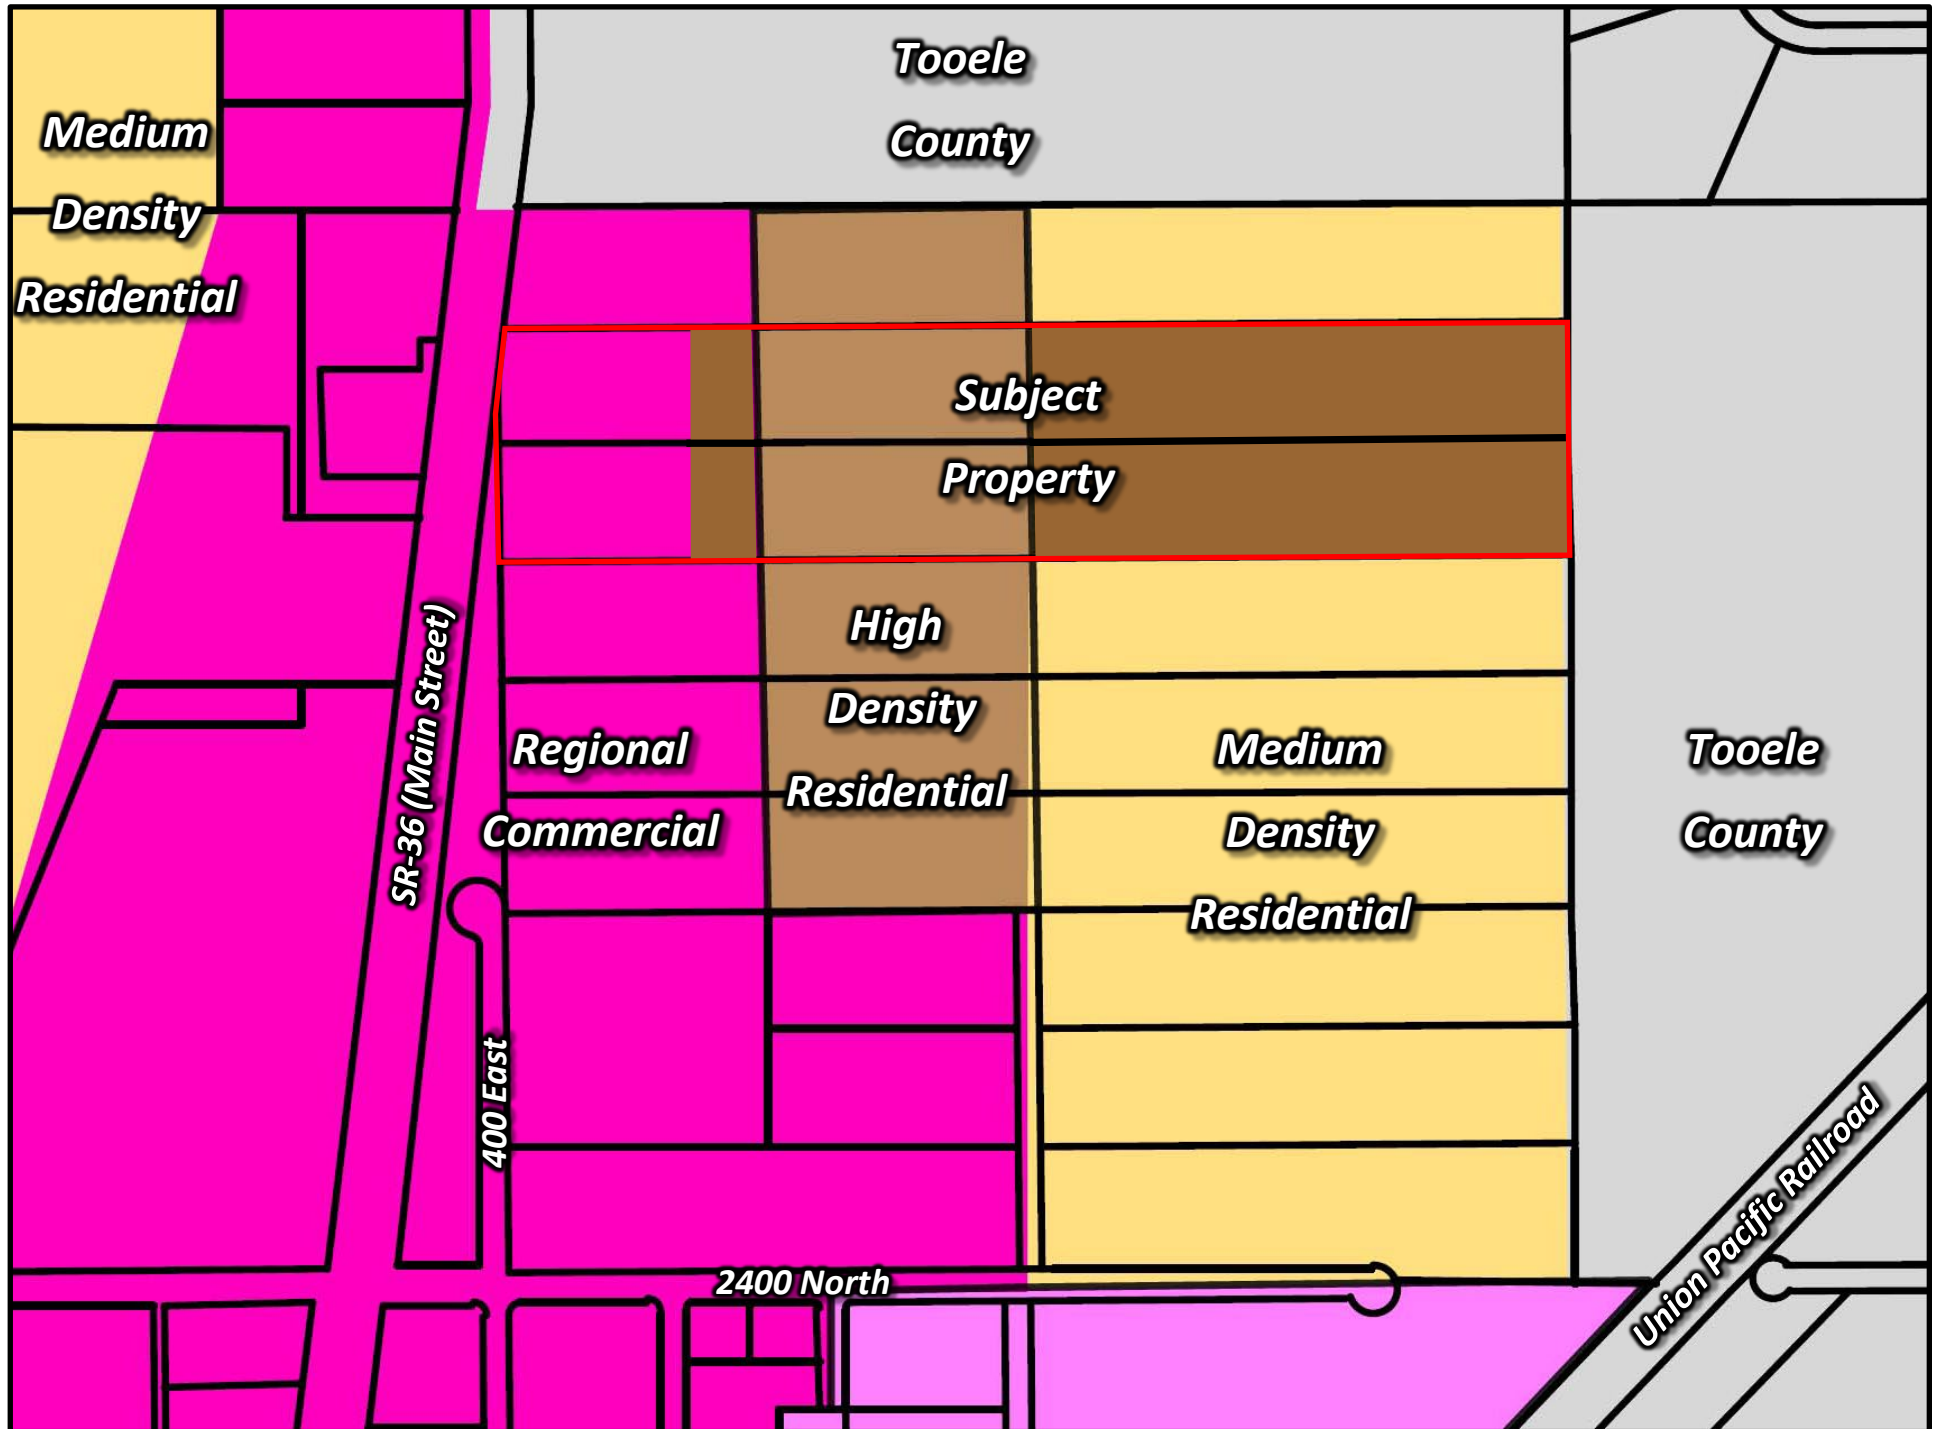 Tooele
County
Medium
Density
Residential
Subject
Property
High
Density
Residential
SR-36 (Main Street)
Regional
Commercial
Medium
Density
Residential
Tooele
County
400 East
2400 North
Union Pacific Railroad